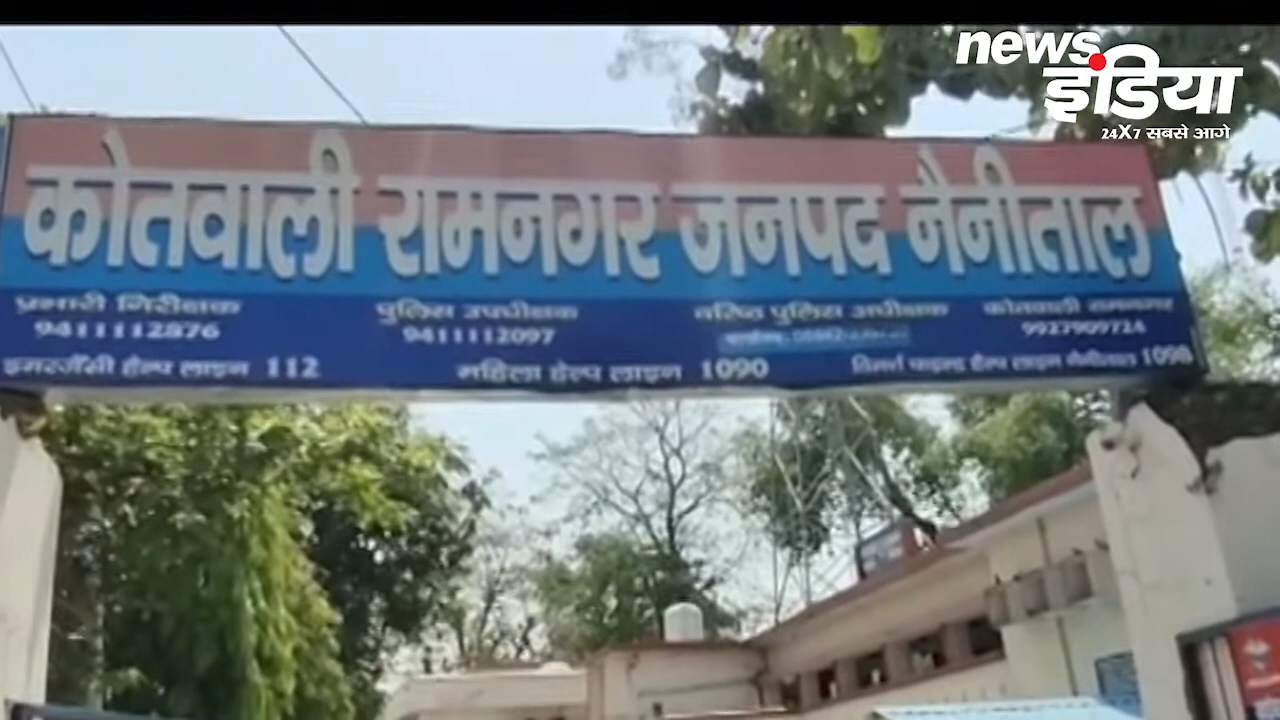 news
इंडिया
24X7 सबसे आगे
कोतवाली रामनगर जनपद नैनीताल
प्रभारी निरीक्षक पुलिस उपाधीक्षक वरिष्ठ पुलिस अधीक्षक कोतवाली रामनगर
9411112876 9411112097 9927909724
इमरजेंसी हेल्प लाइन 112 महिला हेल्प लाइन 1090 हेल्प लाइन नैनीताल 1098